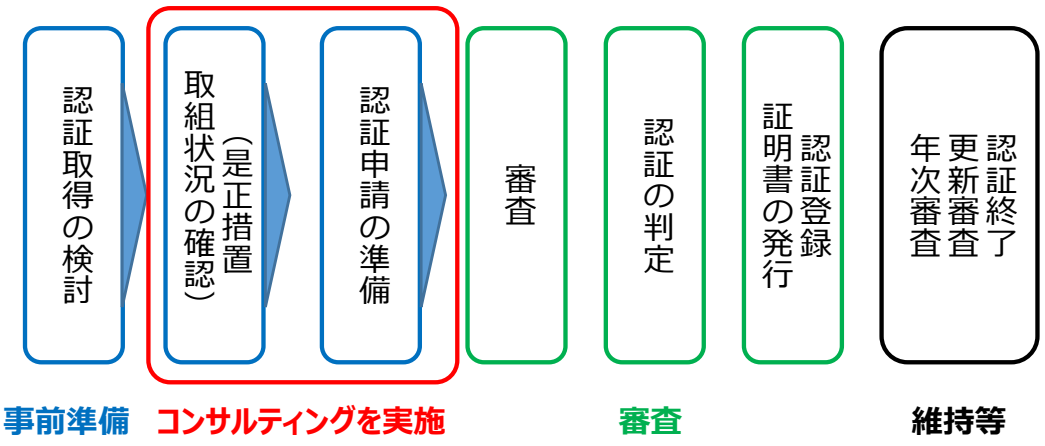 認証取得の検討
（是正措置
取組状況の確認）
認証申請の準備
審査
認証の判定
認証登録
証明書の発行
認証終了
更新審査
年次審査
事前準備
コンサルティングを実施
審査
維持等